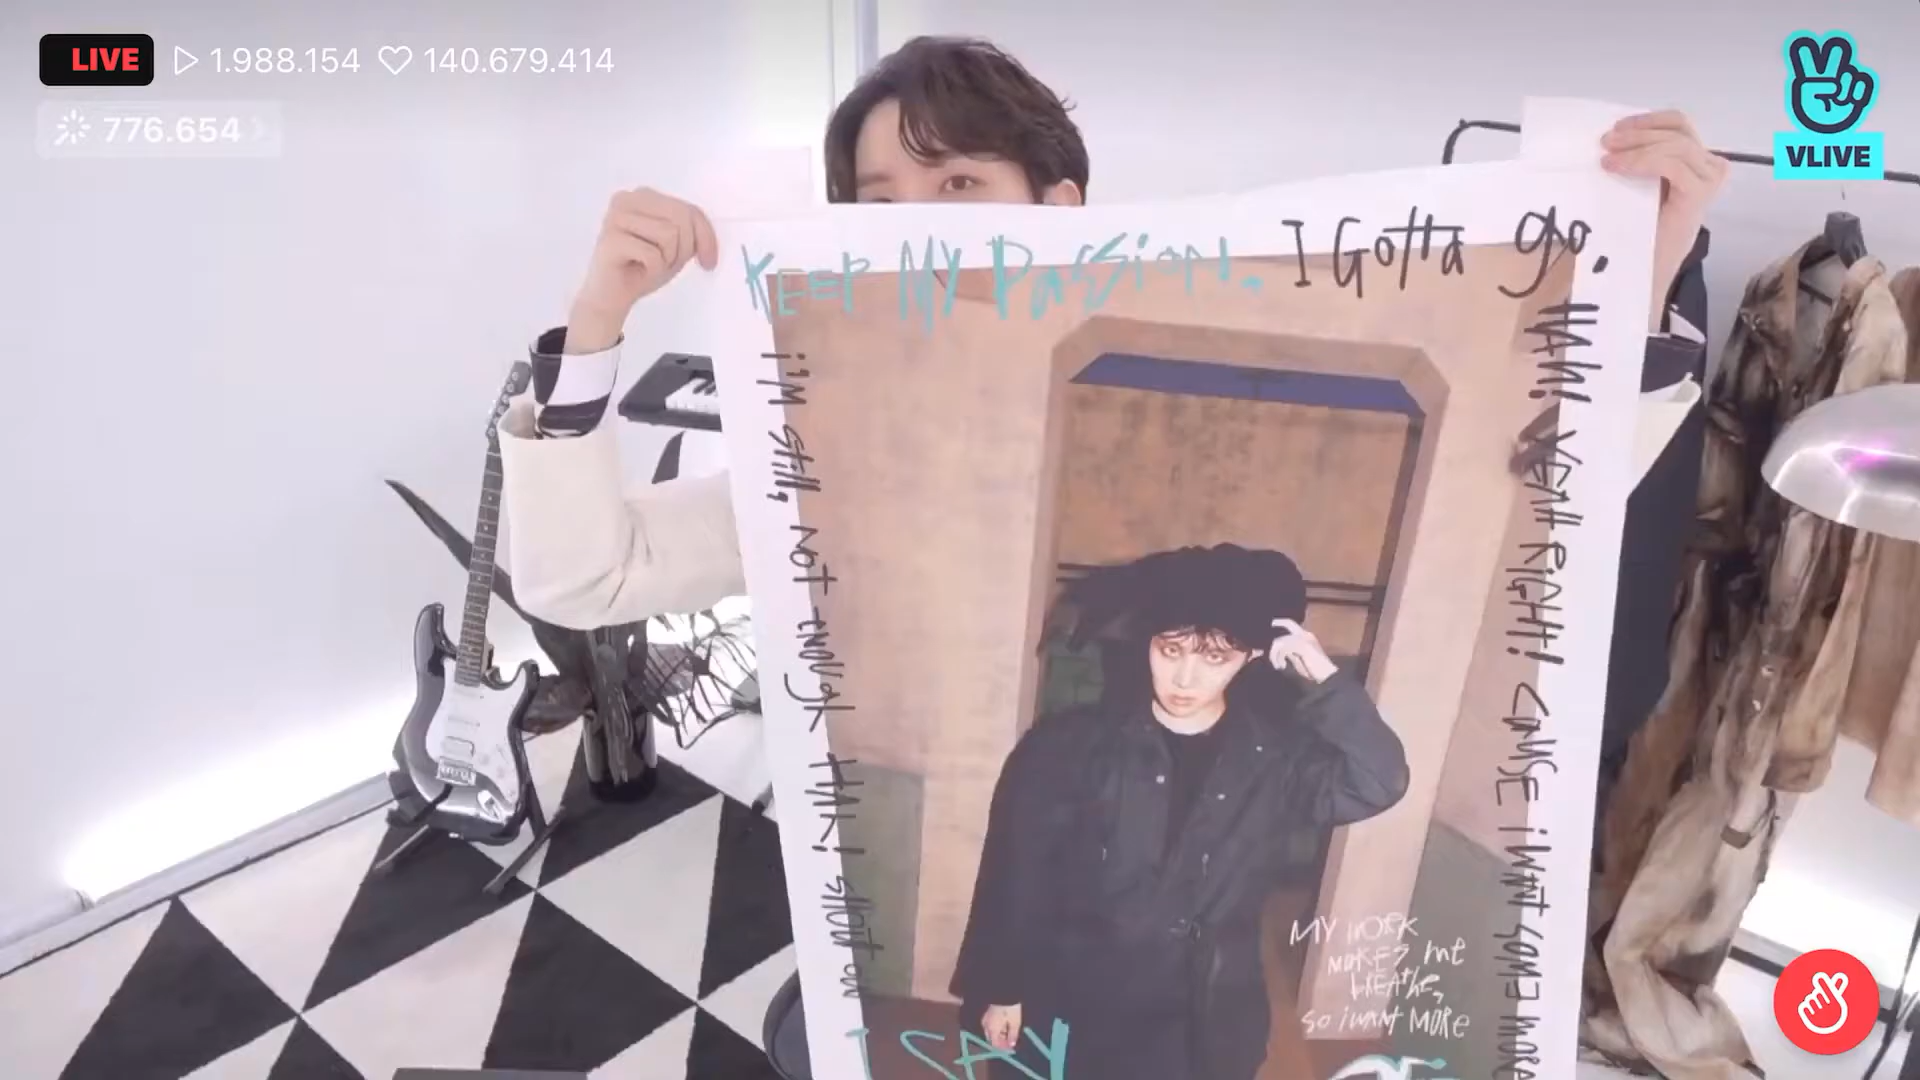 LIVE 1.988.154 140.679.414
776.654
VLIVE
KEEP MY Passion. I Gotta go.
i'm still, NOT ENOUGH HAH! SHOUT OUT
HAH! YEAH RIGHT! CAUSE i WANT SOME MORE
MY WORK
MAKES me
bREAThe,
so i WANT MORe
I SAY